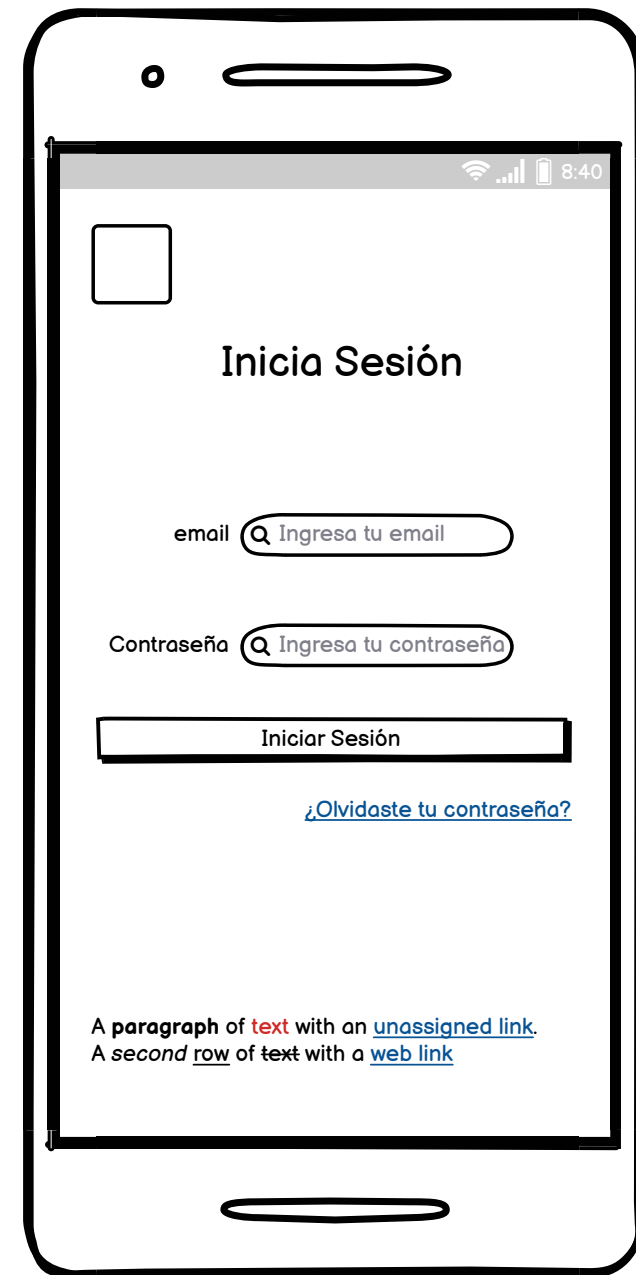 8:40
Inicia Sesión
email Ingresa tu email
Contraseña Ingresa tu contraseña
Iniciar Sesión
¿Olvidaste tu contraseña?
A paragraph of text with an unassigned link.
A second row of text with a web link